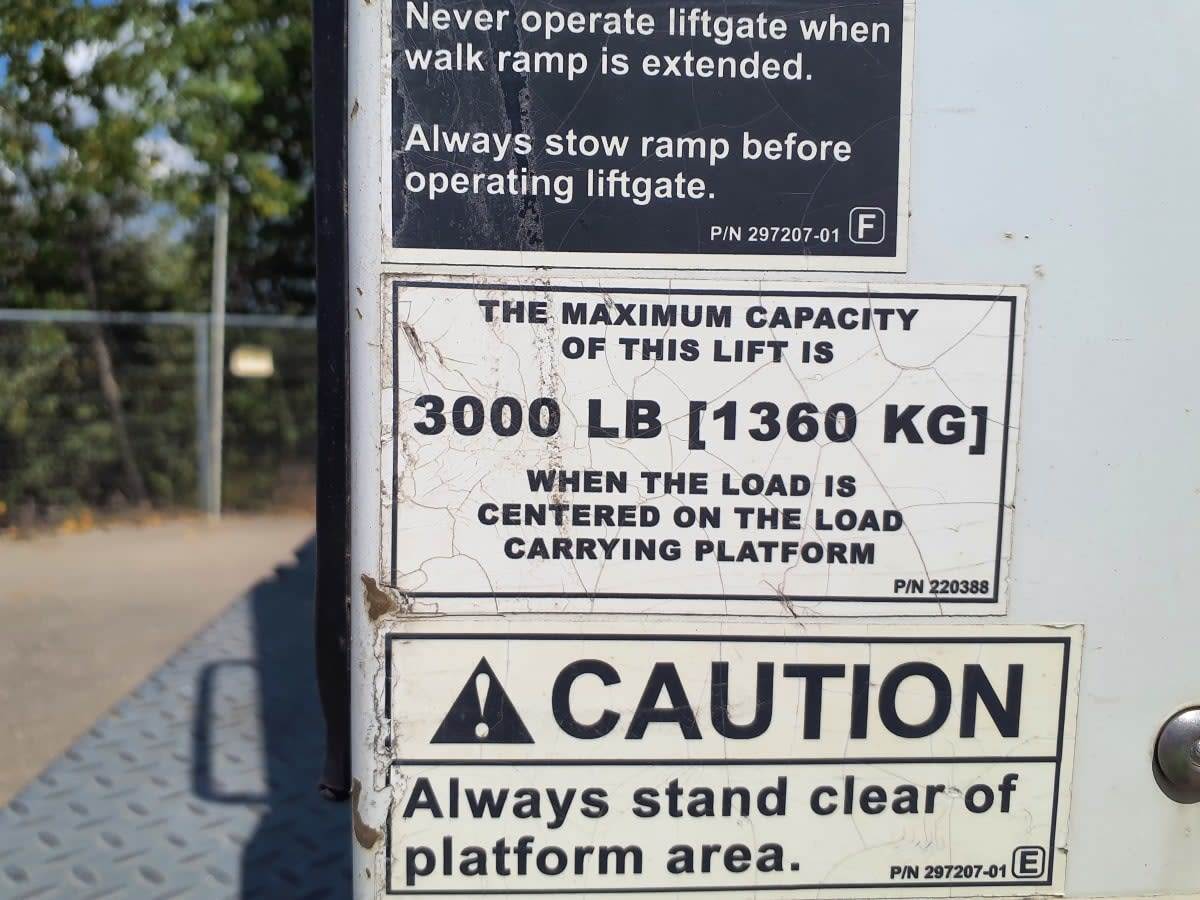 Never operate liftgate when
walk ramp is extended.
Always stow ramp before
operating liftgate.
P/N 297207-01 F
THE MAXIMUM CAPACITY
OF THIS LIFT IS
3000 LB [1360 KG]
WHEN THE LOAD IS
CENTERED ON THE LOAD
CARRYING PLATFORM
P/N 220388
CAUTION
Always stand clear of
platform area.
P/N 297207-01 E